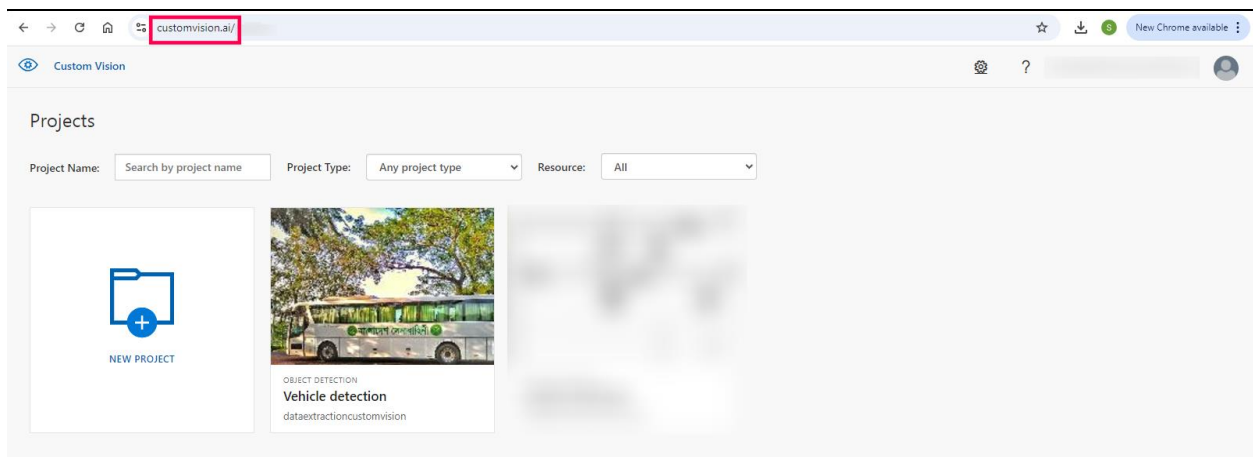 customvision.ai/
S
New Chrome available
Custom Vision
?
Projects
Project Name: Search by project name Project Type: Any project type Resource: All
বাংলাদেশ সেনাবাহিনী
NEW PROJECT
OBJECT DETECTION
Vehicle detection
dataextractioncustomvision